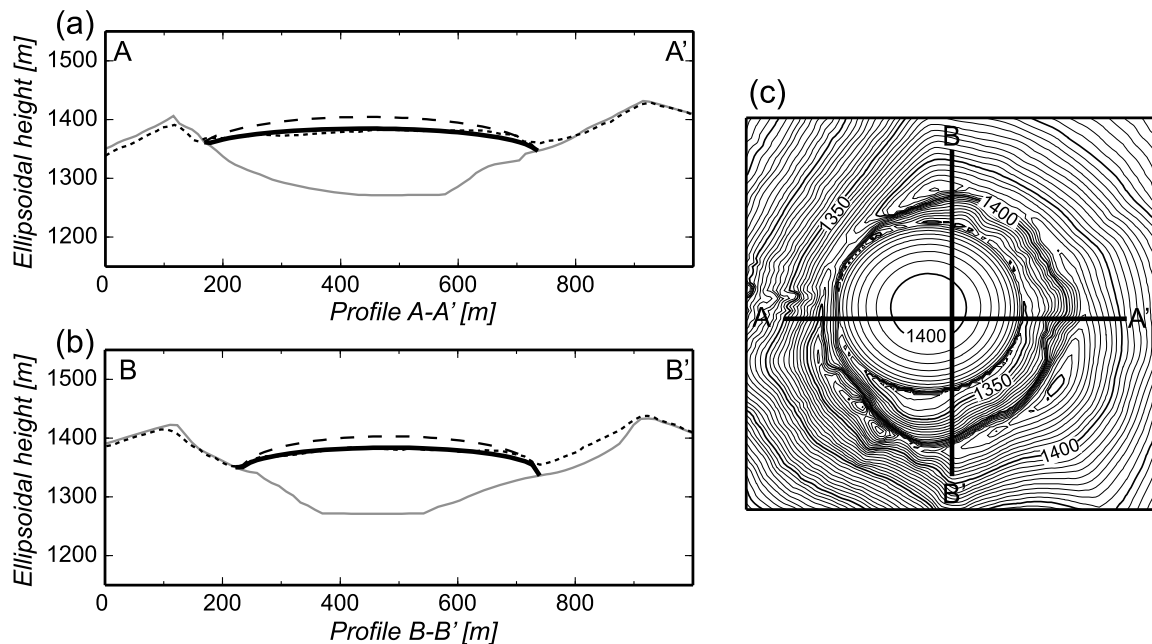 (a)
A A'
Ellipsoidal height [m]
1500
1400
1300
1200
0 200 400 600 800
Profile A-A' [m]
(b)
B B'
Ellipsoidal height [m]
1500
1400
1300
1200
0 200 400 600 800
Profile B-B' [m]
(c)
B
1350
1400
A A'
1400
1350
1400
B'